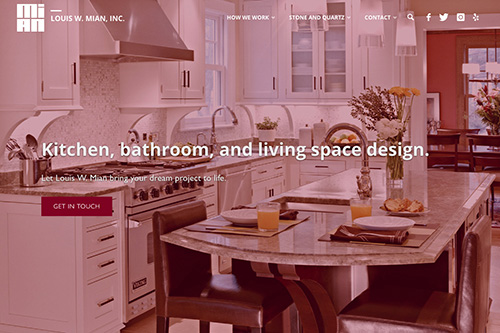 Mian
LOUIS W. MIAN, INC.
HOW WE WORK
STONE AND QUARTZ
CONTACT
Kitchen, bathroom, and living space design.
Let Louis W. Mian bring your dream project to life.
GET IN TOUCH